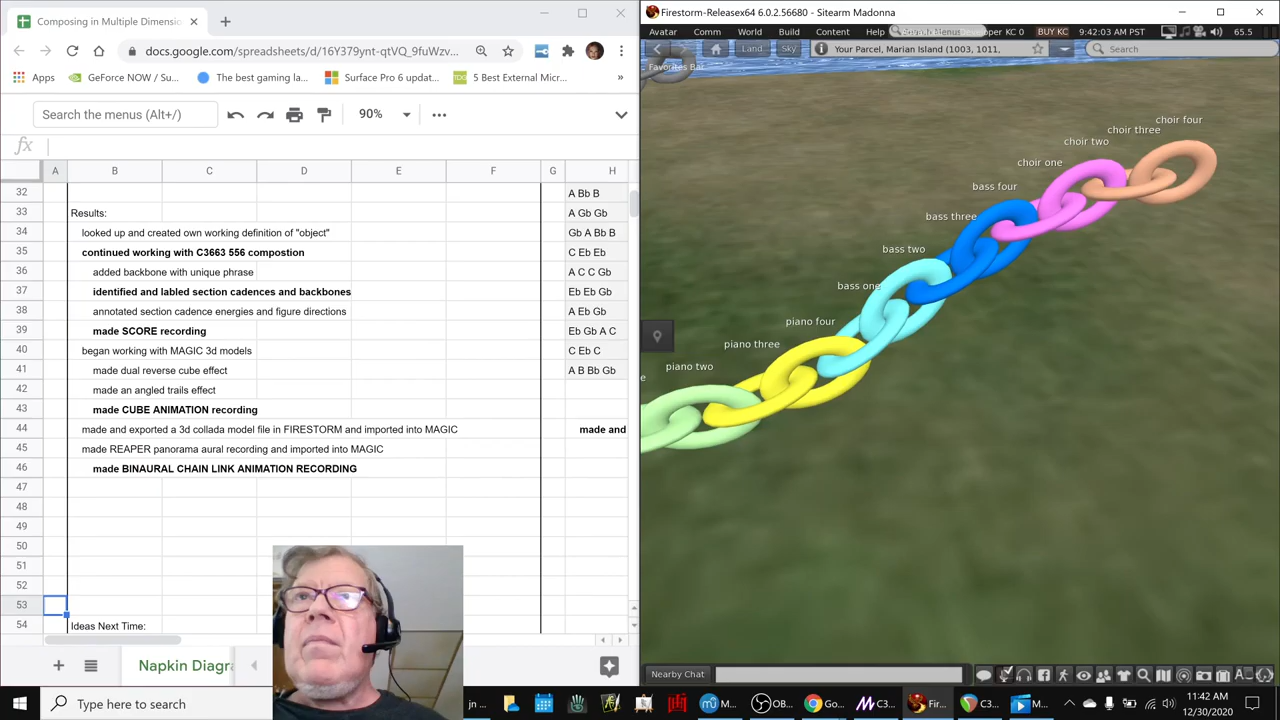 Composing in Multiple Dimensio
docs.google.com/spreadsheets/d/16Y379ynt-qtVQ_9fuWzv...
Apps
GeForce NOW / Su...
The best gaming la...
Surface Pro 6 updat...
5 Best External Micr...
Search the menus (Alt+/)
90%
fx
A B C D E F G H
32 A Bb B
33 Results: A Gb Gb
34 looked up and created own working definition of "object" Gb A Bb B
35 continued working with C3663 556 compostion C Eb Eb
36 added backbone with unique phrase A C C Gb
37 identified and labled section cadences and backbones Eb Eb Gb
38 annotated section cadence energies and figure directions A Eb Gb
39 made SCORE recording Eb Gb A C
40 began working with MAGIC 3d models C Eb C
41 made dual reverse cube effect A B Bb Gb
42 made an angled trails effect
43 made CUBE ANIMATION recording
44 made and exported a 3d collada model file in FIRESTORM and imported into MAGIC made and
45 made REAPER panorama aural recording and imported into MAGIC
46 made BINAURAL CHAIN LINK ANIMATION RECORDING
47
48
49
50
51
52
53
54 Ideas Next Time:
Napkin Diagra
Firestorm-Releasex64 6.0.2.56680 - Sitearm Madonna
Avatar Comm World Build Content Help KC 0 BUY KC 9:42:03 AM 65.5
Land Sky Your Parcel, Marian Island (1003, 1011, Search
Favorites Bar
choir four
choir three
choir two
choir one
bass four
bass three
bass two
bass one
piano four
piano three
piano two
e
Nearby Chat
Type here to search
jn ...
M...
OB...
Go...
C3...
Fir...
C3...
M...
11:42 AM
12/30/2020